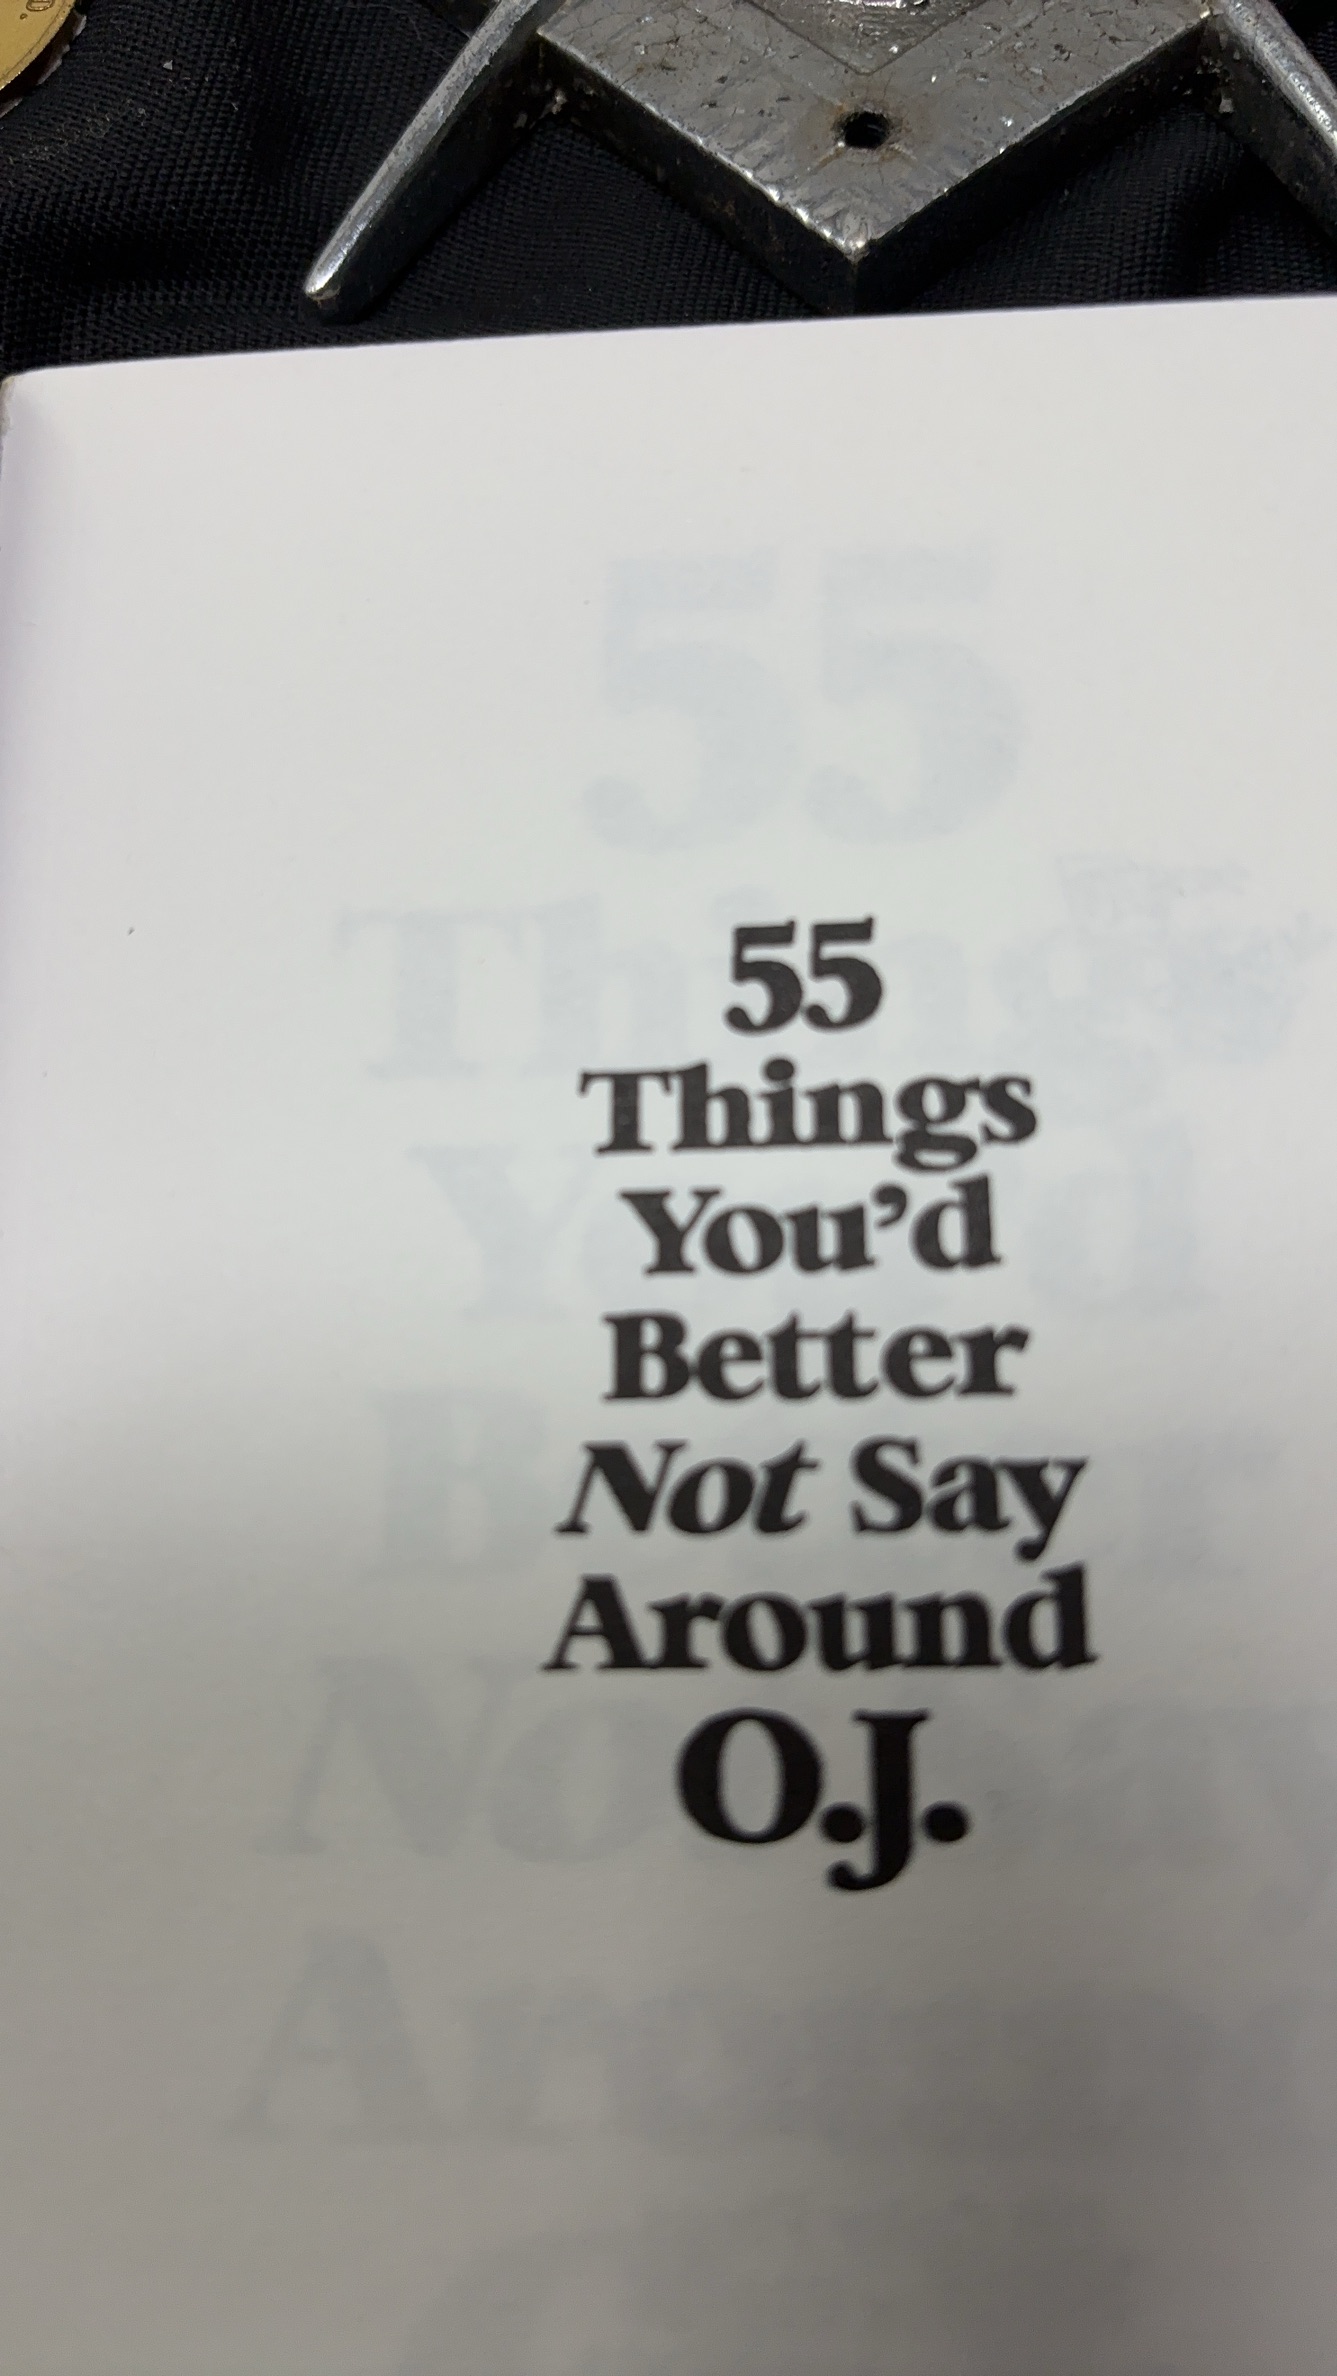 55
Things
You’d
Better
Not Say
Around
O.J.